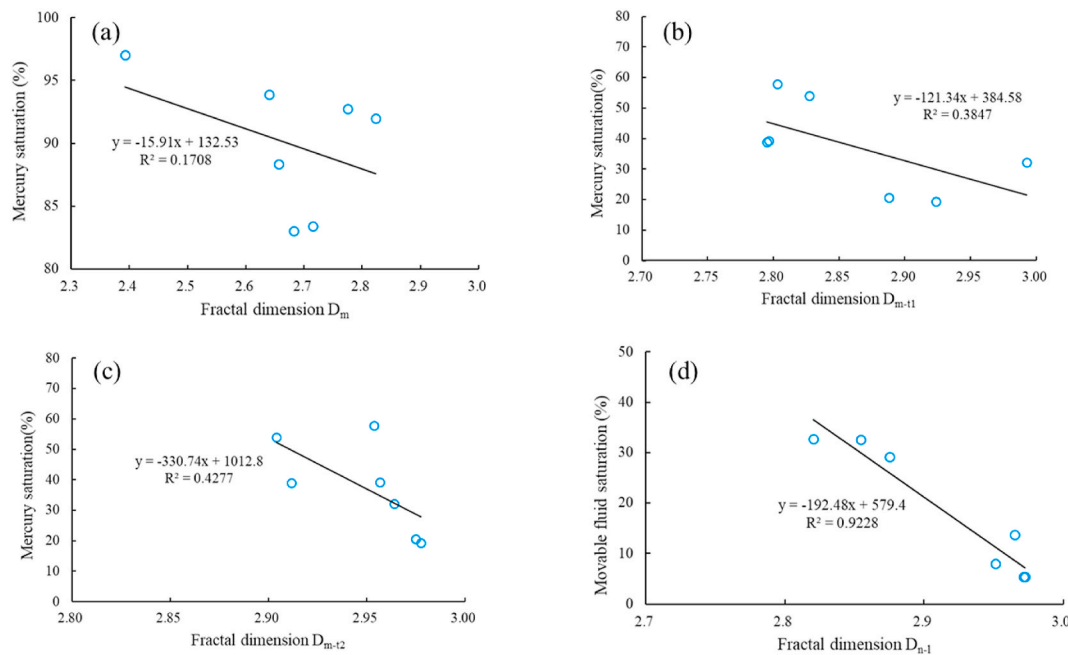 (a)
Mercury saturation (%)
100
95
90
85
80
y = -15.91x + 132.53
R² = 0.1708
2.3 2.4 2.5 2.6 2.7 2.8 2.9 3.0
Fractal dimension Dm
(b)
Mercury saturation(%)
80
70
60
50
40
30
20
10
0
y = -121.34x + 384.58
R² = 0.3847
2.70 2.75 2.80 2.85 2.90 2.95 3.00
Fractal dimension Dm-t1
(c)
Mercury saturation(%)
80
70
60
50
40
30
20
10
0
y = -330.74x + 1012.8
R² = 0.4277
2.80 2.85 2.90 2.95 3.00
Fractal dimension Dm-t2
(d)
Movable fluid saturation (%)
50
40
30
20
10
0
y = -192.48x + 579.4
R² = 0.9228
2.7 2.8 2.9 3.0
Fractal dimension Dn-1